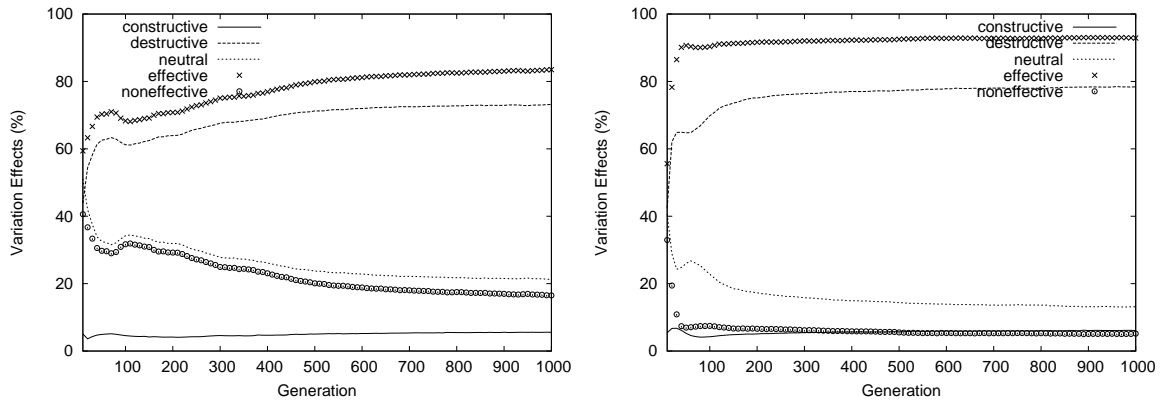 100
80
60
40
20
0
Variation Effects (%)
constructive
destructive
neutral
effective
noneffective
100 200 300 400 500 600 700 800 900 1000
Generation
100
80
60
40
20
0
Variation Effects (%)
constructive
destructive
neutral
effective
noneffective
100 200 300 400 500 600 700 800 900 1000
Generation